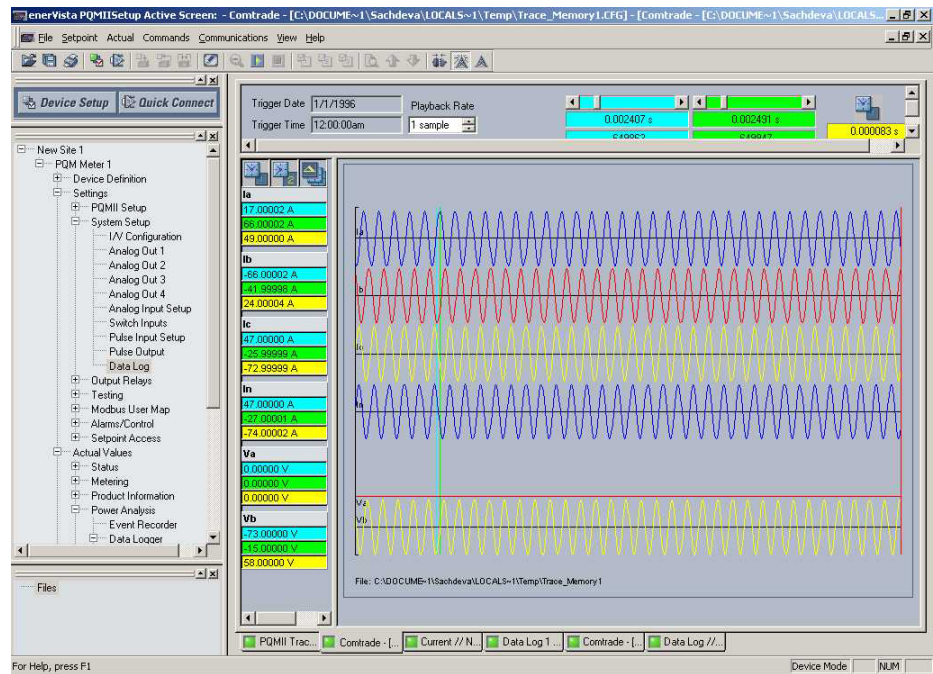 enerVista PQMIISetup Active Screen: - Comtrade - [C:\DOCUME~1\Sachdeva\LOCALS~1\Temp\Trace_Memory1.CFG] - [Comtrade - [C:\DOCUME~1\Sachdeva\LOCALS...
File Setpoint Actual Commands Communications View Help
Device Setup Quick Connect
New Site 1
PQM Meter 1
Device Definition
Settings
PQMII Setup
System Setup
I/V Configuration
Analog Out 1
Analog Out 2
Analog Out 3
Analog Out 4
Analog Input Setup
Switch Inputs
Pulse Input Setup
Pulse Output
Data Log
Output Relays
Testing
Modbus User Map
Alarms/Control
Setpoint Access
Actual Values
Status
Metering
Product Information
Power Analysis
Event Recorder
Data Logger
Files
Trigger Date 1/1/1996 Playback Rate
Trigger Time 12:00:00am 1 sample
0.002407 s 0.002491 s 0.000083 s
Ia
17.00002 A
66.00002 A
49.00000 A
Ib
-66.00002 A
-41.99998 A
24.00004 A
Ic
47.00000 A
-25.99999 A
-72.99999 A
In
47.00000 A
-27.00001 A
-74.00002 A
Va
0.00000 V
0.00000 V
0.00000 V
Vb
-73.00000 V
-15.00000 V
58.00000 V
Va
Vb
File: C:\DOCUME~1\Sachdeva\LOCALS~1\Temp\Trace_Memory1
PQMII Trac... Comtrade - [... Current // N... Data Log 1 ... Comtrade - [... Data Log //...
For Help, press F1 Device Mode NUM